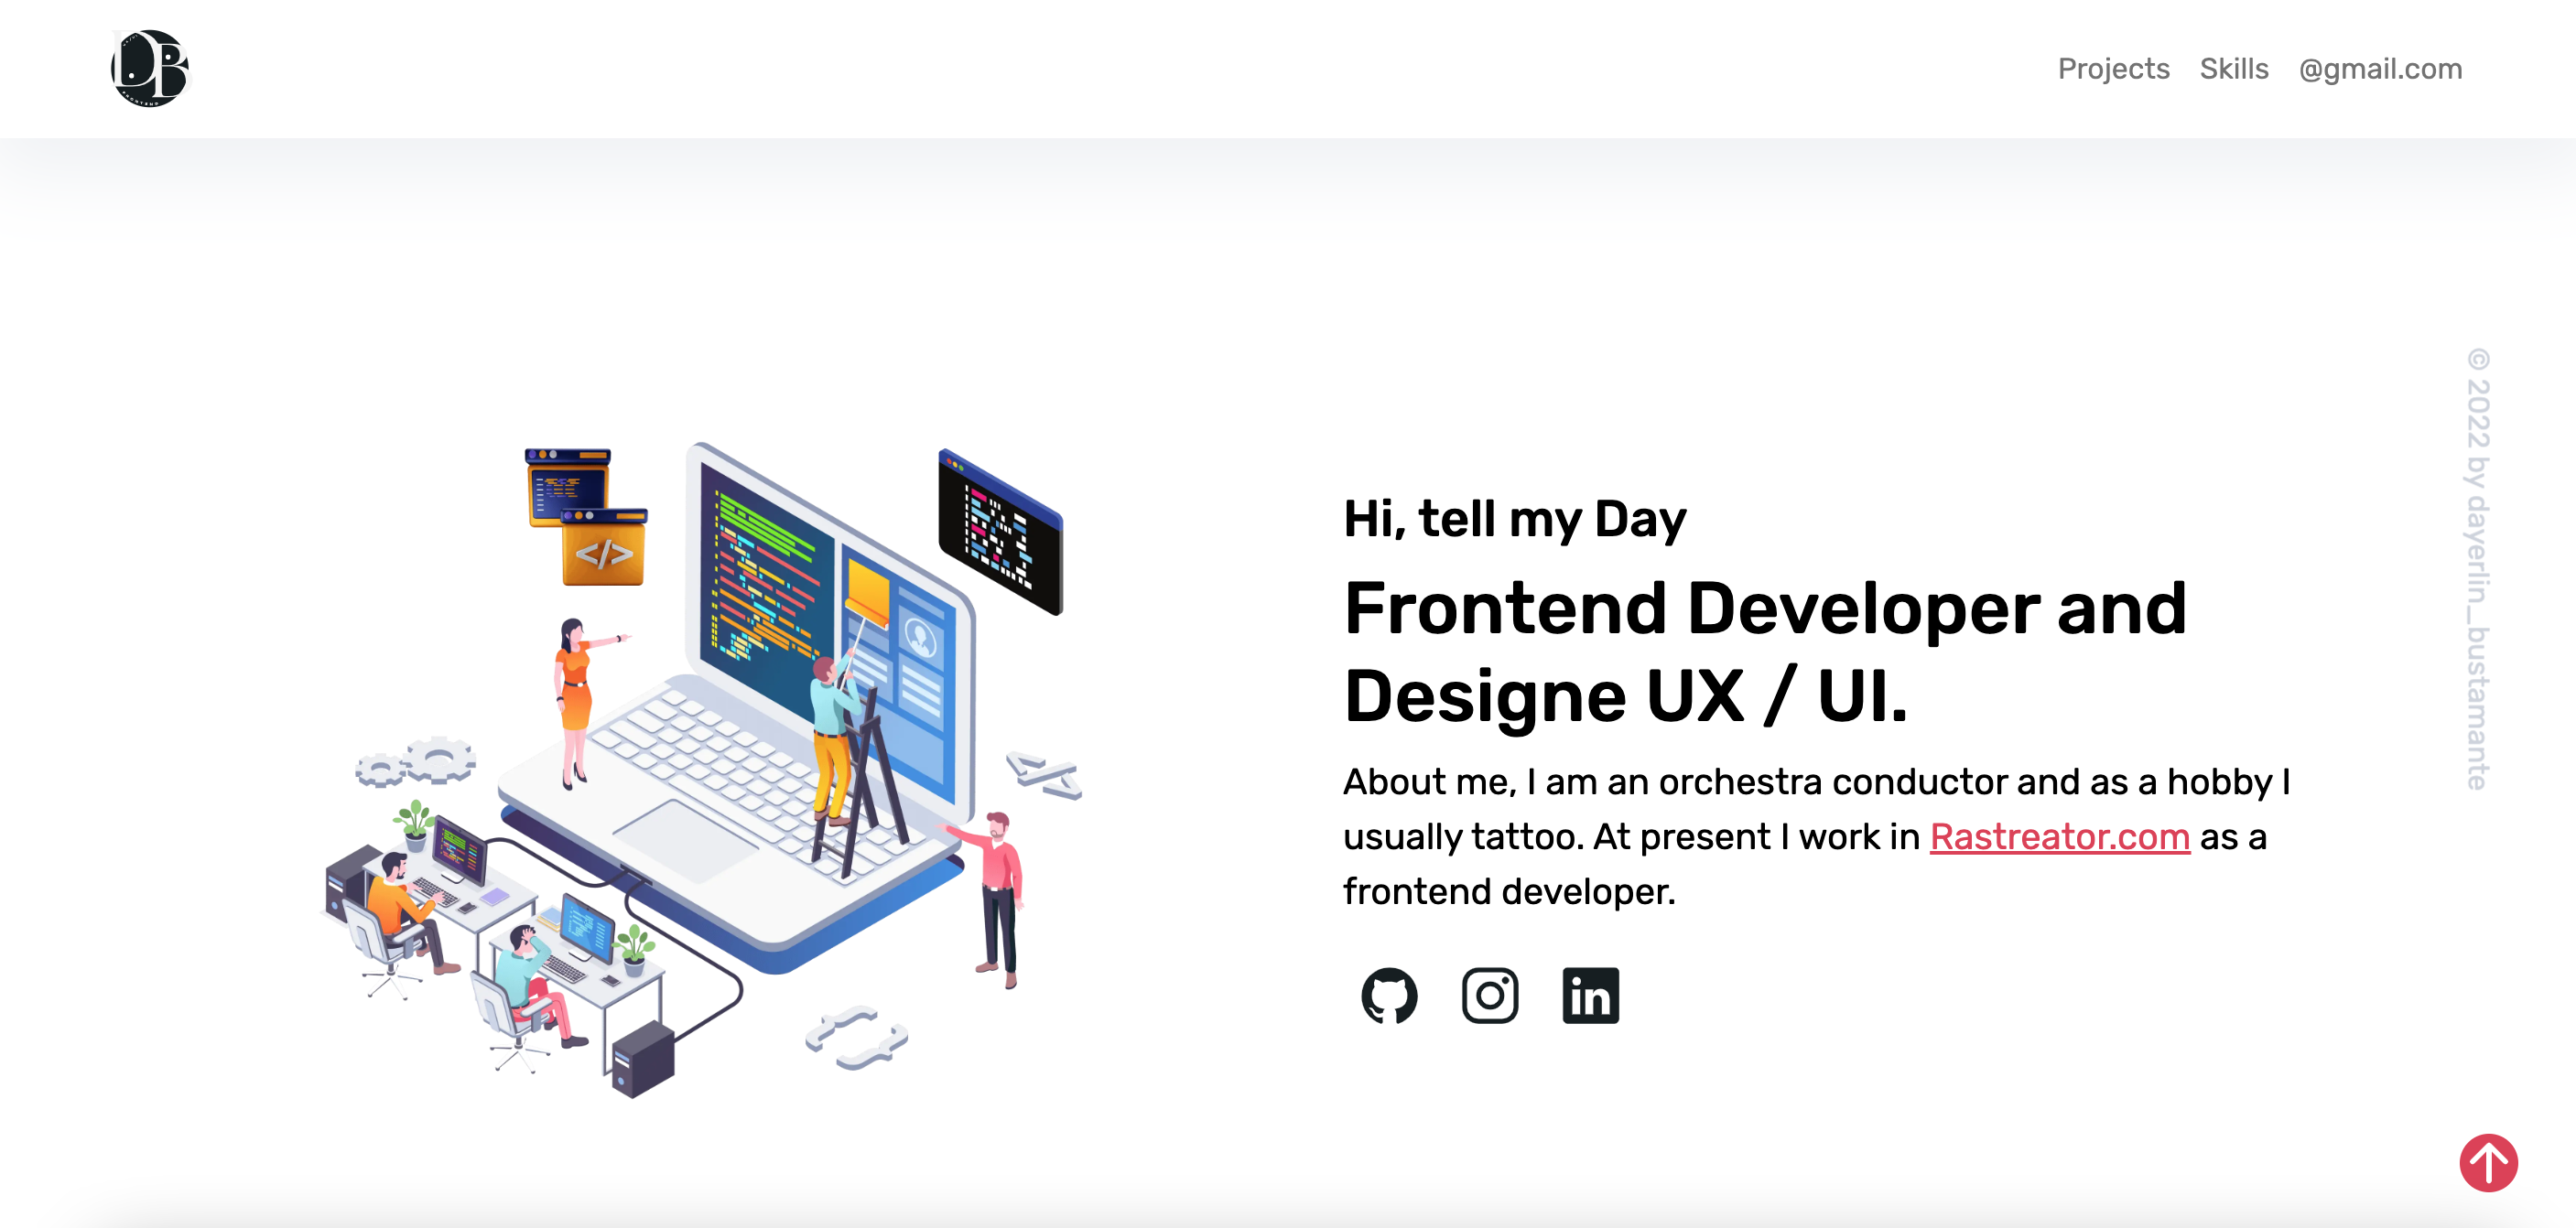 DB
FRONTEND
Projects Skills @gmail.com
© 2022 by dayerlin_bustamante
Hi, tell my Day
Frontend Developer and
Designe UX / UI.
About me, I am an orchestra conductor and as a hobby I
usually tattoo. At present I work in Rastreator.com as a
frontend developer.